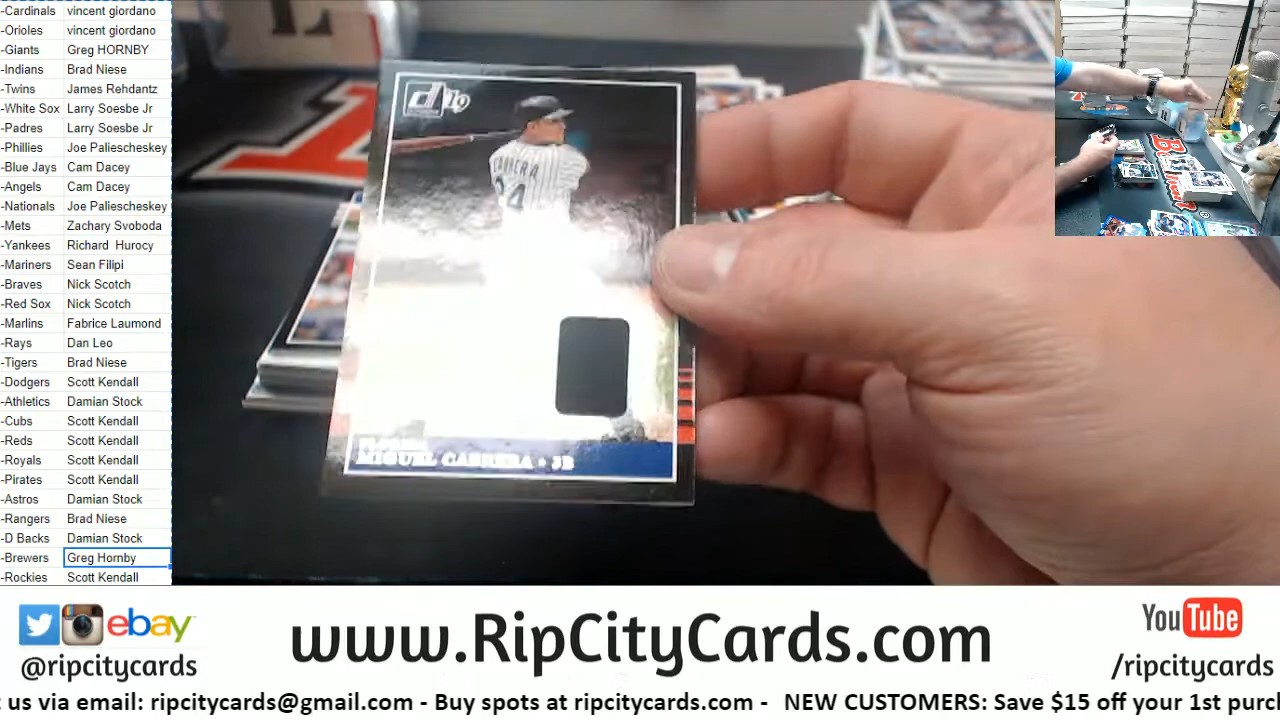 -Cardinals vincent giordano
-Orioles vincent giordano
-Giants Greg HORNBY
-Indians Brad Niese
-Twins James Rehdantz
-White Sox Larry Soesbe Jr
-Padres Larry Soesbe Jr
-Phillies Joe Paliescheskey
-Blue Jays Cam Dacey
-Angels Cam Dacey
-Nationals Joe Paliescheskey
-Mets Zachary Svoboda
-Yankees Richard Hurocy
-Mariners Sean Filipi
-Braves Nick Scotch
-Red Sox Nick Scotch
-Marlins Fabrice Laumond
-Rays Dan Leo
-Tigers Brad Niese
-Dodgers Scott Kendall
-Athletics Damian Stock
-Cubs Scott Kendall
-Reds Scott Kendall
-Royals Scott Kendall
-Pirates Scott Kendall
-Astros Damian Stock
-Rangers Brad Niese
-D Backs Damian Stock
-Brewers Greg Hornby
-Rockies Scott Kendall
d 19
CABRERA
24
MIGUEL CABRERA • 3B
ebay
@ripcitycards
www.RipCityCards.com
YouTube
/ripcitycards
t us via email: ripcitycards@gmail.com - Buy spots at ripcitycards.com - NEW CUSTOMERS: Save $15 off your 1st purc